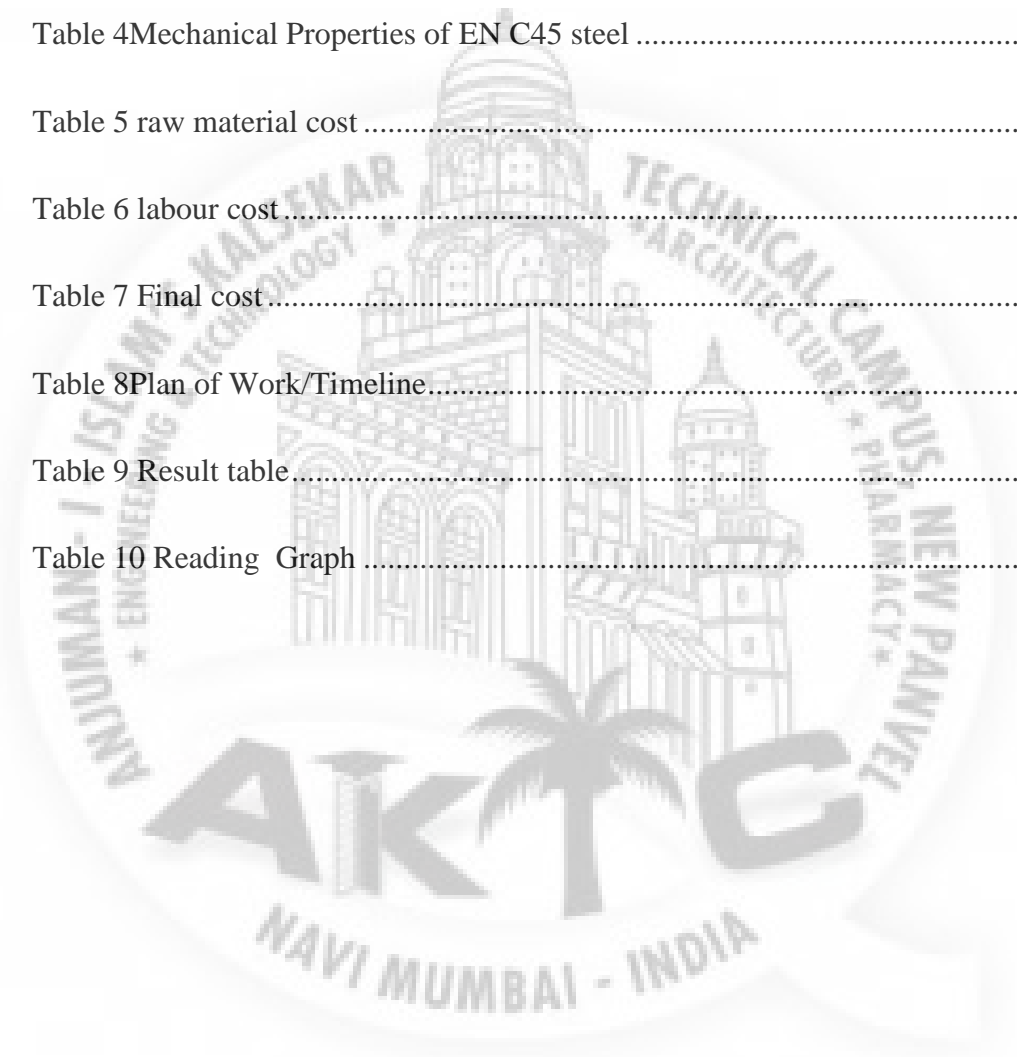 Table 4Mechanical Properties of EN C45 steel ................................................
Table 5 raw material cost ..................................................................................
Table 6 labour cost ............................................................................................
Table 7 Final cost ..............................................................................................
Table 8Plan of Work/Timeline..........................................................................
Table 9 Result table...........................................................................................
Table 10 Reading  Graph ..................................................................................
ANJUMAN - I - ISLAM'S KALSEKAR TECHNICAL CAMPUS, NEW PANVEL
* ENGINEERING & TECHNOLOGY * *ARCHITECTURE * PHARMACY *
AKTC
NAVI MUMBAI - INDIA